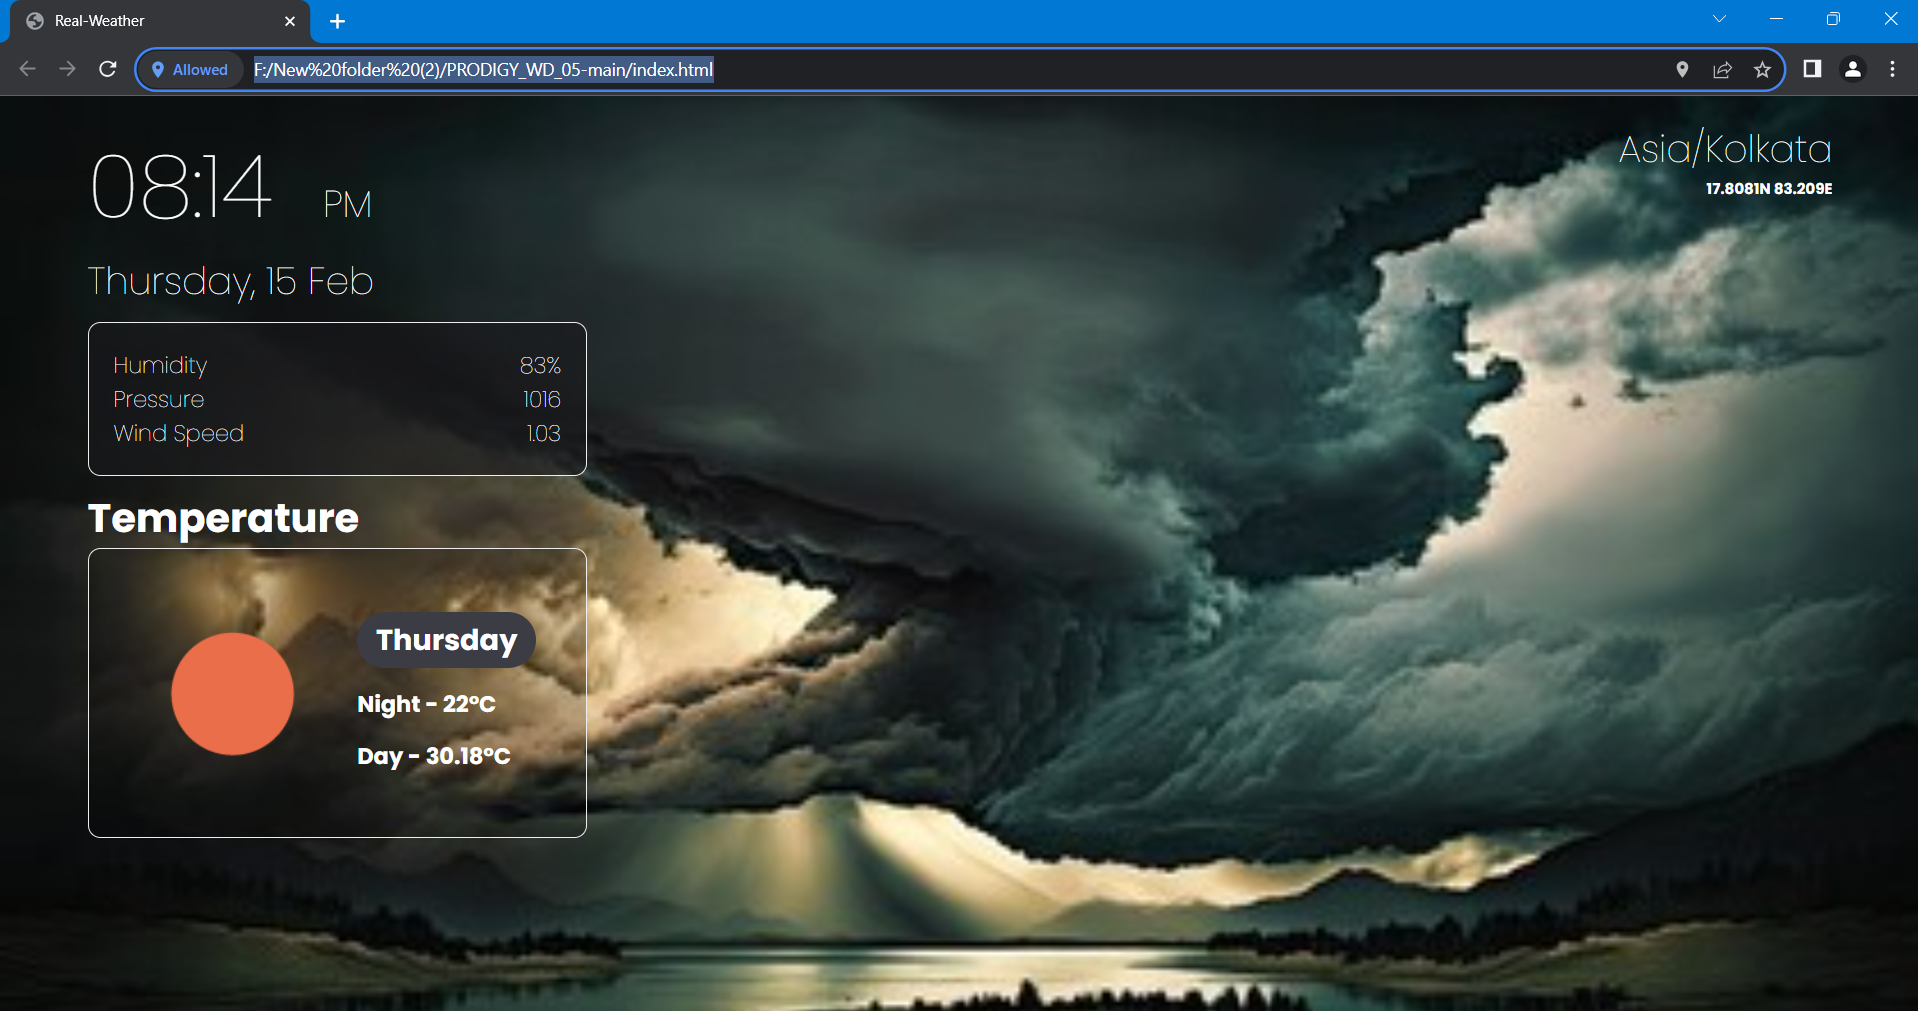 Real-Weather
Allowed
F:/New%20folder%20(2)/PRODIGY_WD_05-main/index.html
08:14 PM
Asia/Kolkata
17.8081N 83.209E
Thursday, 15 Feb
Humidity 83%
Pressure 1016
Wind Speed 1.03
Temperature
Thursday
Night - 22°C
Day - 30.18°C